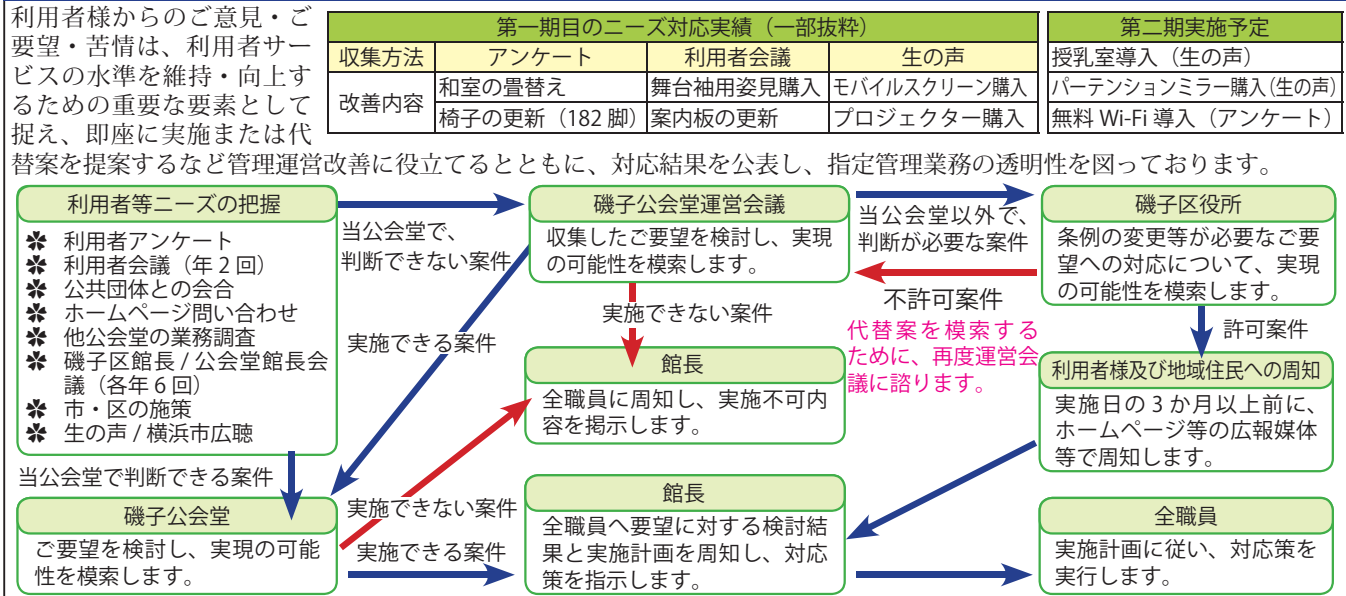 利用者様からのご意見・ご
要望・苦情は、利用者サー
ビスの水準を維持・向上す
るための重要な要素として
捉え、即座に実施または代
替案を提案するなど管理運営改善に役立てるとともに、対応結果を公表し、指定管理業務の透明性を図っております。
第一期目のニーズ対応実績（一部抜粋）
収集方法 アンケート 利用者会議 生の声
改善内容
和室の畳替え 舞台袖用姿見購入 モバイルスクリーン購入
椅子の更新（182 脚） 案内板の更新 プロジェクター購入
第二期実施予定
授乳室導入（生の声）
パーテンションミラー購入（生の声）
無料 Wi-Fi 導入（アンケート）
利用者等ニーズの把握
✽ 利用者アンケート
✽ 利用者会議（年 2 回）
✽ 公共団体との会合
✽ ホームページ問い合わせ
✽ 他公会堂の業務調査
✽ 磯子区館長 / 公会堂館長会
議（各年 6 回）
✽ 市・区の施策
✽ 生の声 / 横浜市広聴
当公会堂で、
判断できない案件
磯子公会堂運営会議
収集したご要望を検討し、実現
の可能性を模索します。
当公会堂以外で、
判断が必要な案件
磯子区役所
条例の変更等が必要なご要
望への対応について、実現
の可能性を模索します。
不許可案件
代替案を模索する
ために、再度運営会
議に諮ります。
許可案件
実施できない案件
実施できる案件
館長
全職員に周知し、実施不可内
容を掲示します。
利用者様及び地域住民への周知
実施日の 3 か月以上前に、
ホームページ等の広報媒体
等で周知します。
当公会堂で判断できる案件
磯子公会堂
ご要望を検討し、実現の可能
性を模索します。
実施できない案件
実施できる案件
館長
全職員へ要望に対する検討結
果と実施計画を周知し、対応
策を指示します。
全職員
実施計画に従い、対応策を
実行します。